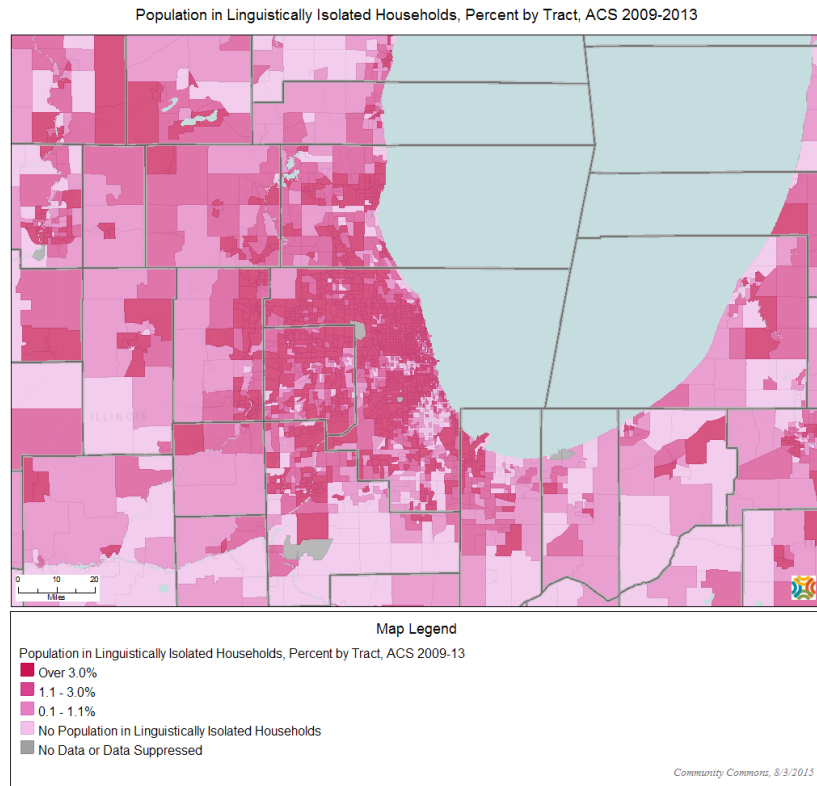 Population in Linguistically Isolated Households, Percent by Tract, ACS 2009-2013
ILLINOIS
0 10 20
Miles
Map Legend
Population in Linguistically Isolated Households, Percent by Tract, ACS 2009-13
Over 3.0%
1.1 - 3.0%
0.1 - 1.1%
No Population in Linguistically Isolated Households
No Data or Data Suppressed
Community Commons, 8/3/2015